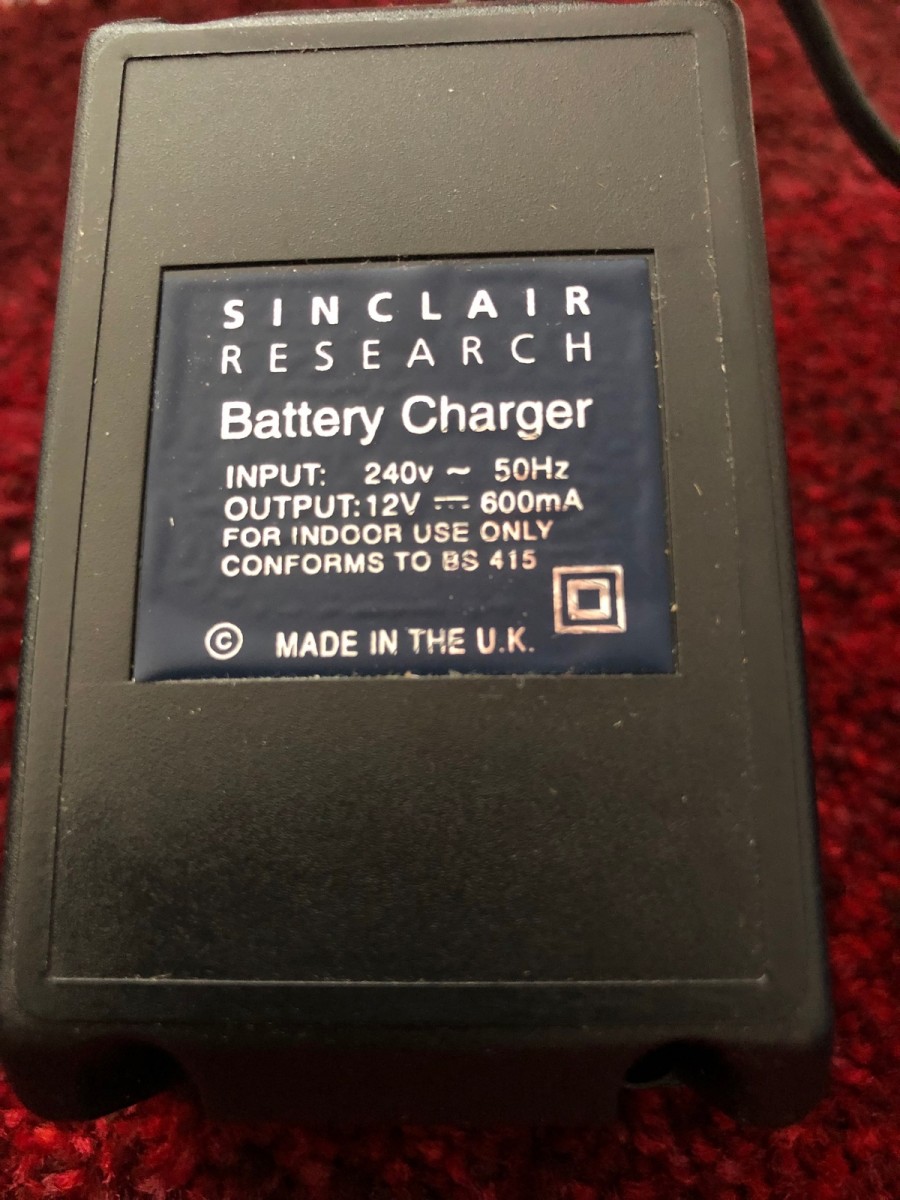 SINCLAIR
RESEARCH
Battery Charger
INPUT: 240v ~ 50Hz
OUTPUT: 12V ⎓ 600mA
FOR INDOOR USE ONLY
CONFORMS TO BS 415
© MADE IN THE U.K.